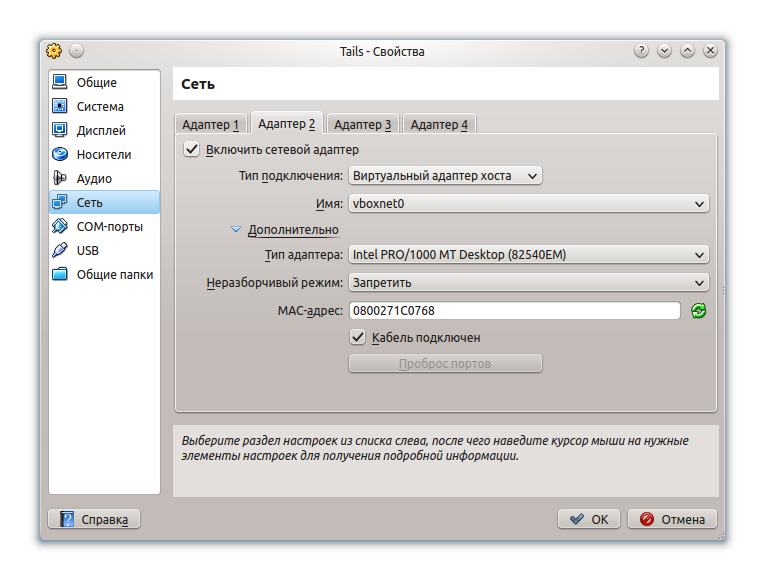 Tails - Свойства
Общие
Система
Дисплей
Носители
Аудио
Сеть
COM-порты
USB
Общие папки
Сеть
Адаптер 1 Адаптер 2 Адаптер 3 Адаптер 4
Включить сетевой адаптер
Тип подключения: Виртуальный адаптер хоста
Имя: vboxnet0
Дополнительно
Тип адаптера: Intel PRO/1000 MT Desktop (82540EM)
Неразборчивый режим: Запретить
MAC-адрес: 0800271C0768
Кабель подключен
Проброс портов
Выберите раздел настроек из списка слева, после чего наведите курсор мыши на нужные
элементы настроек для получения подробной информации.
Справка OK Отмена